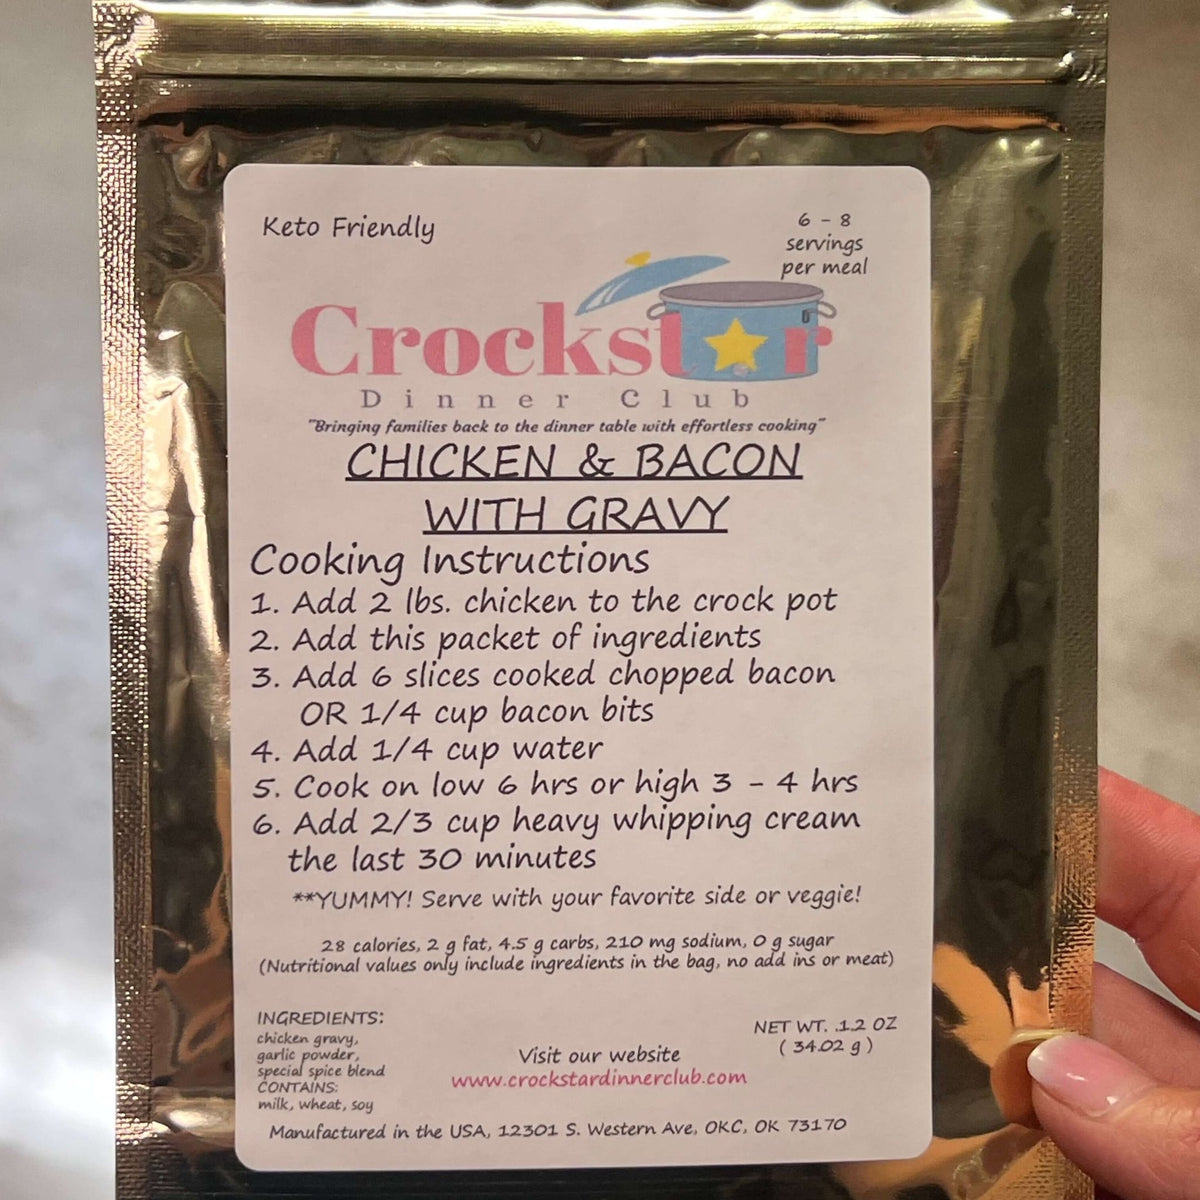 Keto Friendly
6 - 8
servings
per meal
Crockstar
Dinner Club
"Bringing families back to the dinner table with effortless cooking"
CHICKEN & BACON
WITH GRAVY
Cooking Instructions
1. Add 2 lbs. chicken to the crock pot
2. Add this packet of ingredients
3. Add 6 slices cooked chopped bacon
OR 1/4 cup bacon bits
4. Add 1/4 cup water
5. Cook on low 6 hrs or high 3 - 4 hrs
6. Add 2/3 cup heavy whipping cream
the last 30 minutes
**YUMMY! Serve with your favorite side or veggie!
28 calories, 2 g fat, 4.5 g carbs, 210 mg sodium, 0 g sugar
(Nutritional values only include ingredients in the bag, no add ins or meat)
INGREDIENTS:
chicken gravy,
garlic powder,
special spice blend
CONTAINS:
milk, wheat, soy
NET WT. .1.2 OZ
( 34.02 g )
Visit our website
www.crockstardinnerclub.com
Manufactured in the USA, 12301 S. Western Ave, OKC, OK 73170